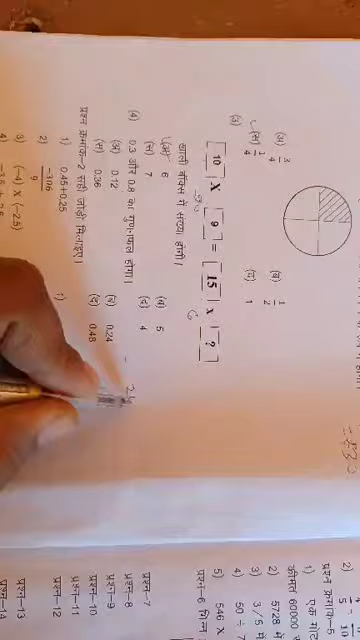 (अ) 3/4 (ब) 1/2
(स) 1/4 (द) 1
(3) [10] X [9] = [15] x [?]
खाली बॉक्स में संख्या होगी।
(अ) 6 (ब) 5
(स) 7 (द) 4
(4) 0.3 और 0.8 का गुणनफल होगा।
(अ) 0.12 (ब) 0.24
(स) 0.36 (द) 0.48
प्रश्न क्रमांक-2 सही जोड़ी मिलाइए।
1) 0.45+0.25 1)
2) -306/9
3) (-4) X (-25)
4)
2)
प्रश्न क्रमांक-5
1) एक मोट
कीमत 60000
2) 5728 मी
3) 3/5 मी
4) 50 ÷ 7
5) 546 X
प्रश्न-6
प्रश्न-7
प्रश्न-8
प्रश्न-9
प्रश्न-10
प्रश्न-11
प्रश्न-12
प्रश्न-13
प्रश्न-14